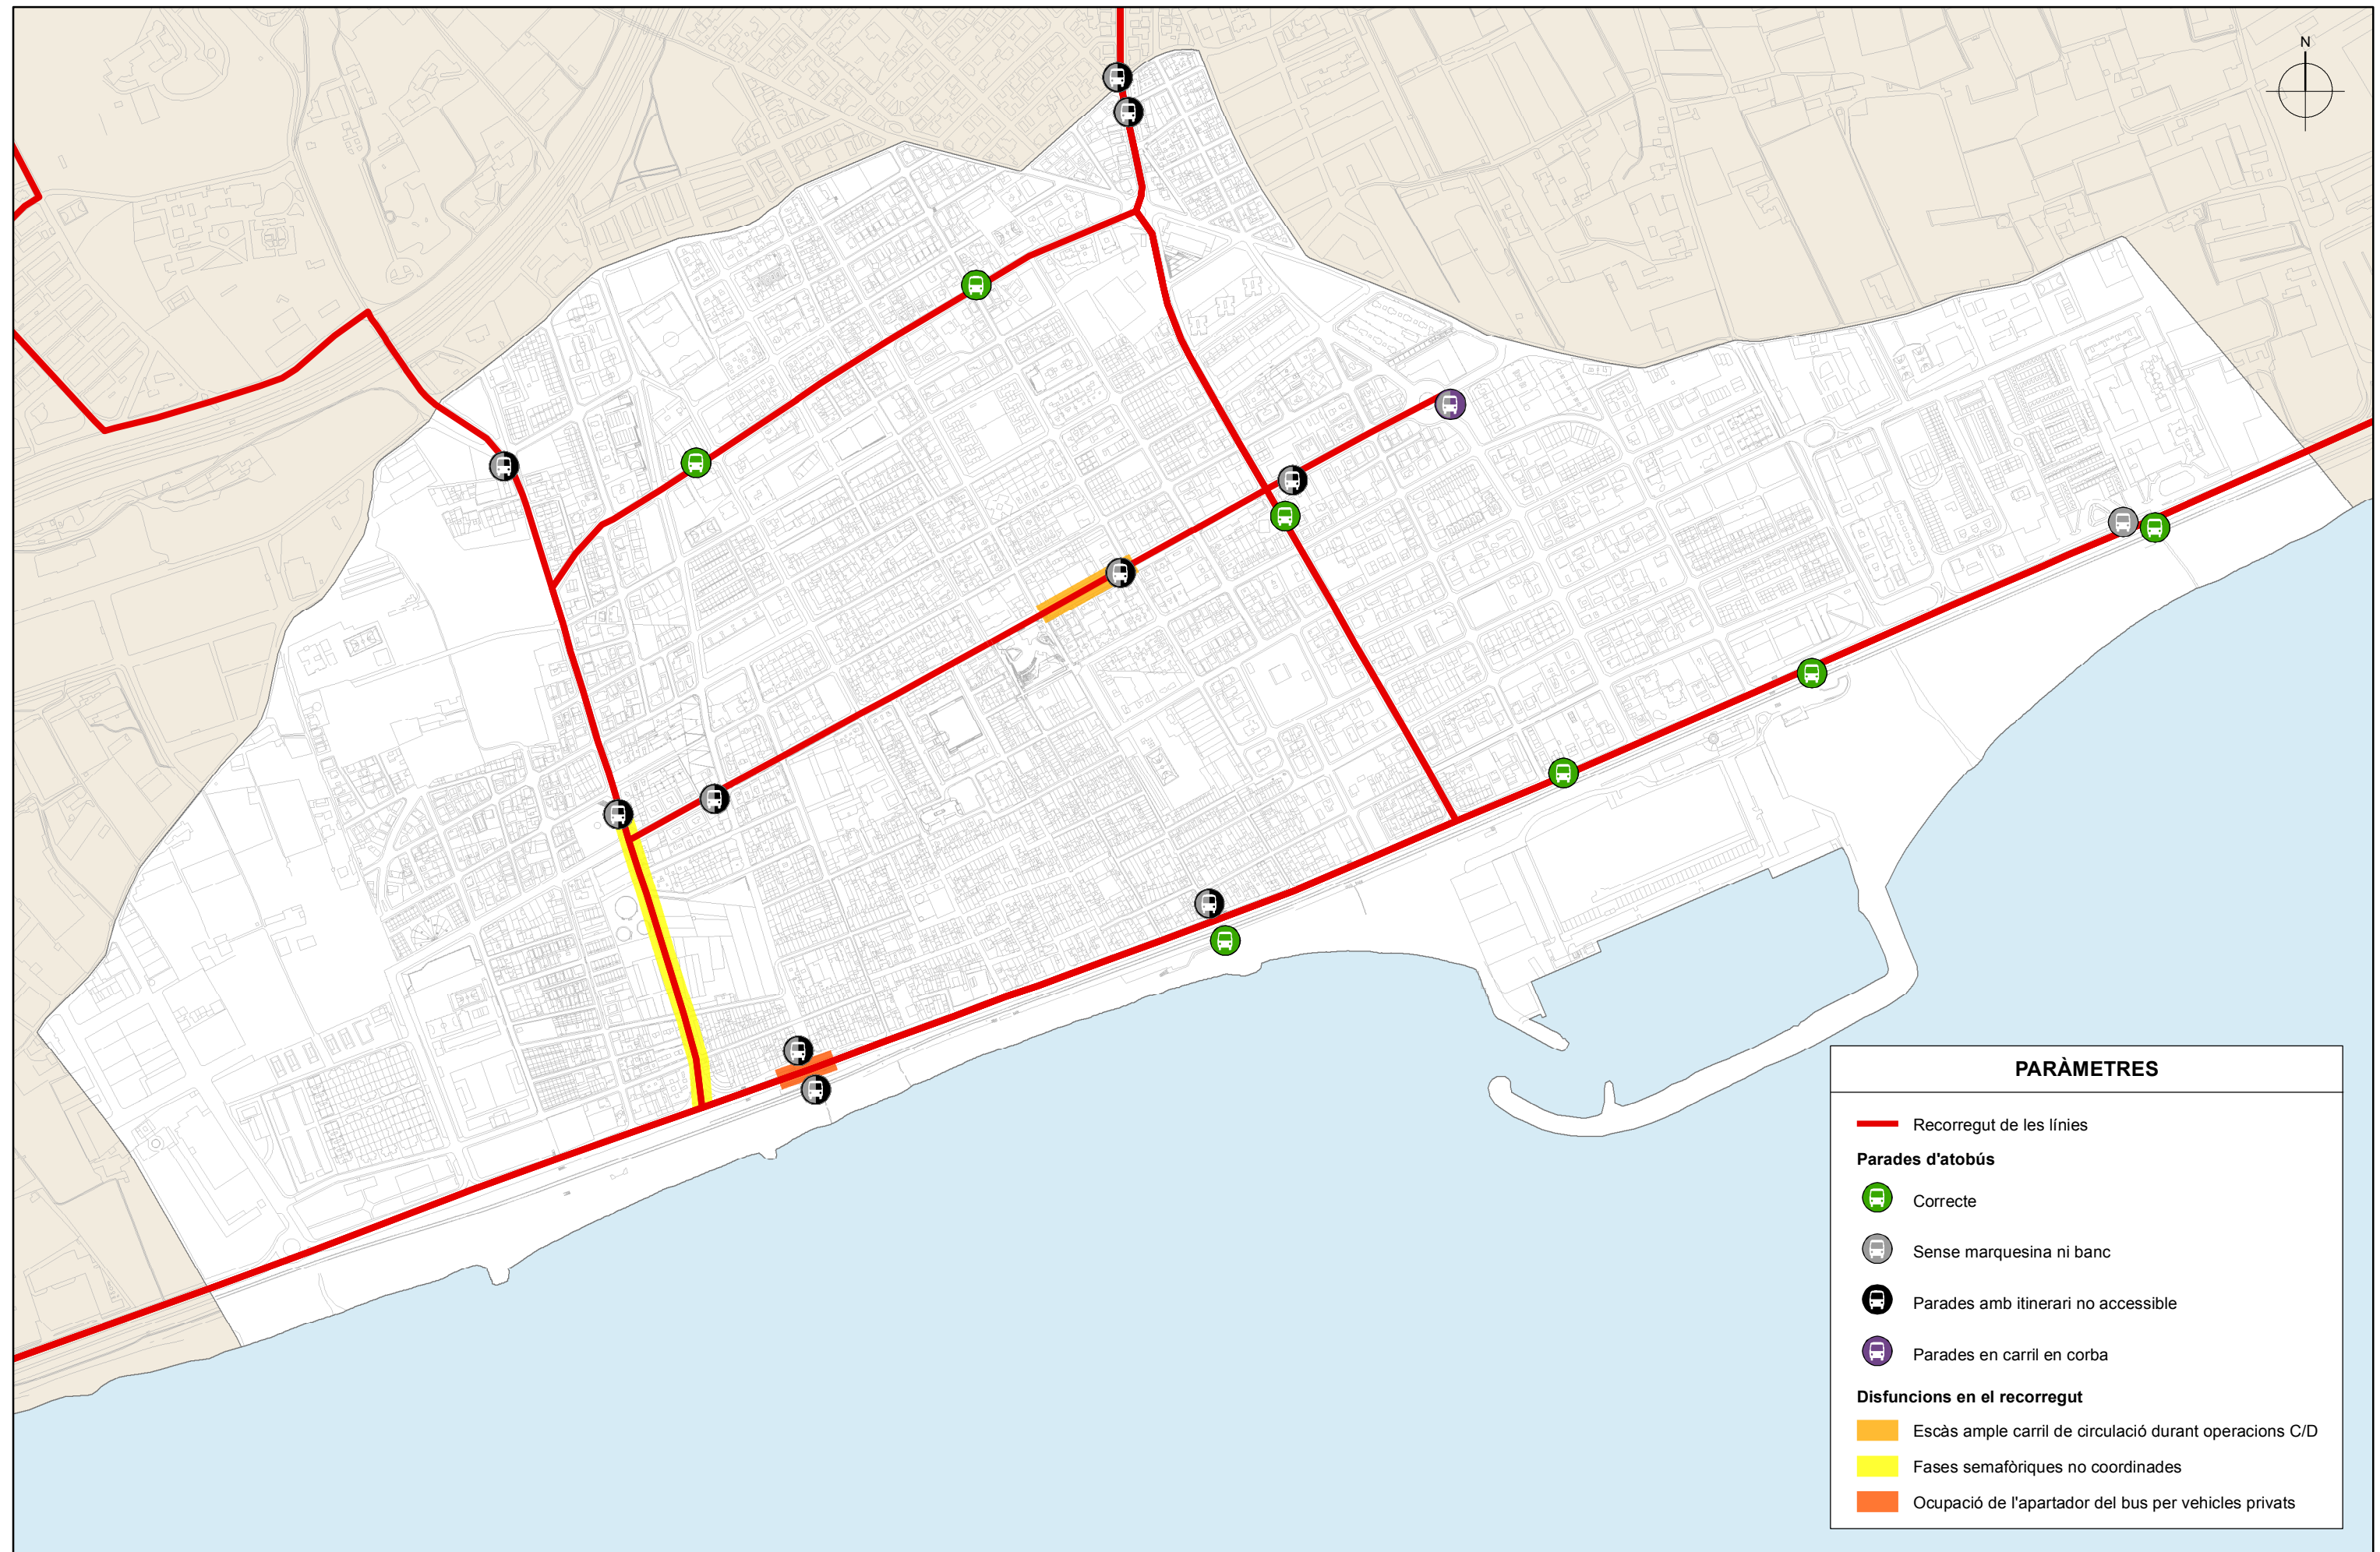 N
PARÀMETRES
Recorregut de les línies
Parades d'atobús
Correcte
Sense marquesina ni banc
Parades amb itinerari no accessible
Parades en carril en corba
Disfuncions en el recorregut
Escàs ample carril de circulació durant operacions C/D
Fases semafòriques no coordinades
Ocupació de l'apartador del bus per vehicles privats